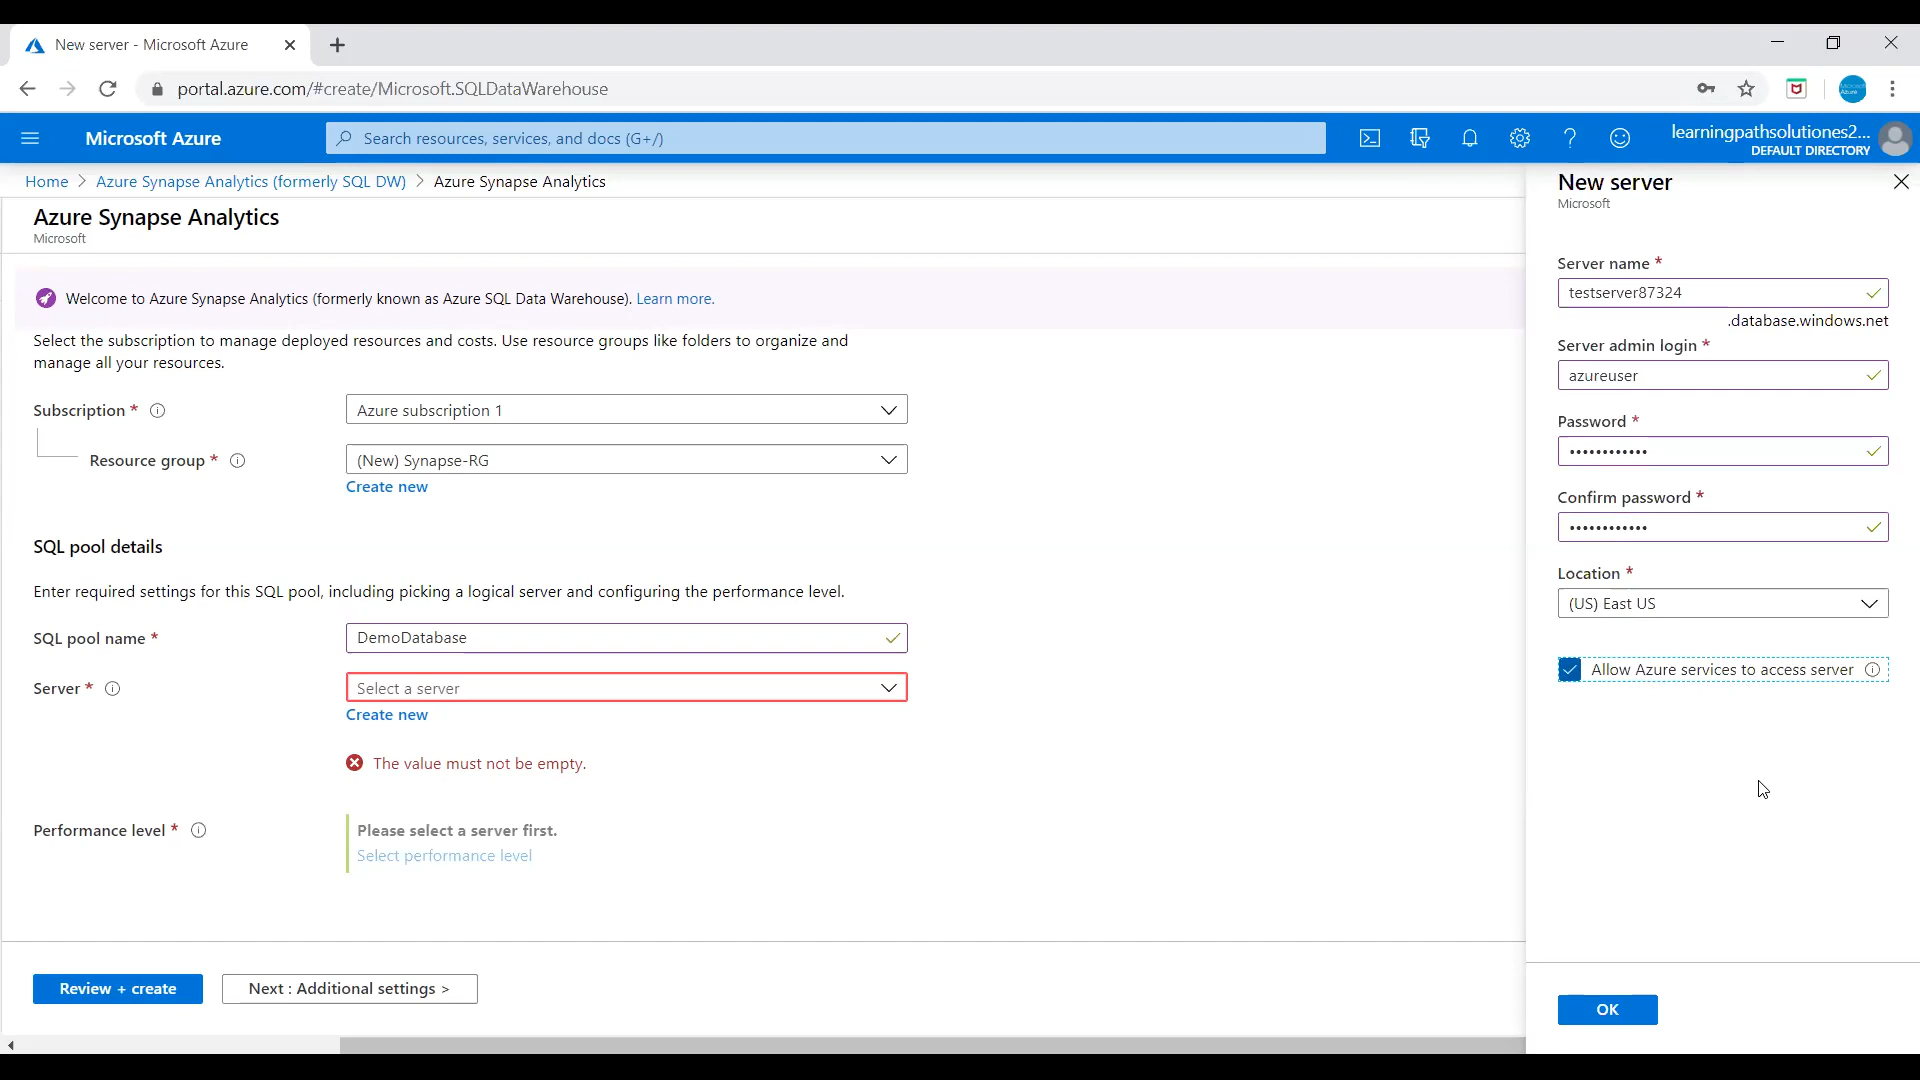 New server - Microsoft Azure
portal.azure.com/#create/Microsoft.SQLDataWarehouse
Microsoft Azure
Search resources, services, and docs (G+/)
learningpathsolutiones2...
DEFAULT DIRECTORY
Home > Azure Synapse Analytics (formerly SQL DW) > Azure Synapse Analytics
Azure Synapse Analytics
Microsoft
Welcome to Azure Synapse Analytics (formerly known as Azure SQL Data Warehouse). Learn more.
Select the subscription to manage deployed resources and costs. Use resource groups like folders to organize and
manage all your resources.
Subscription *
Azure subscription 1
Resource group *
(New) Synapse-RG
Create new
SQL pool details
Enter required settings for this SQL pool, including picking a logical server and configuring the performance level.
SQL pool name *
DemoDatabase
Server *
Select a server
Create new
The value must not be empty.
Performance level *
Please select a server first.
Select performance level
Review + create
Next : Additional settings >
New server
Microsoft
Server name *
testserver87324
.database.windows.net
Server admin login *
azureuser
Password *
••••••••••••
Confirm password *
••••••••••••
Location *
(US) East US
Allow Azure services to access server
OK